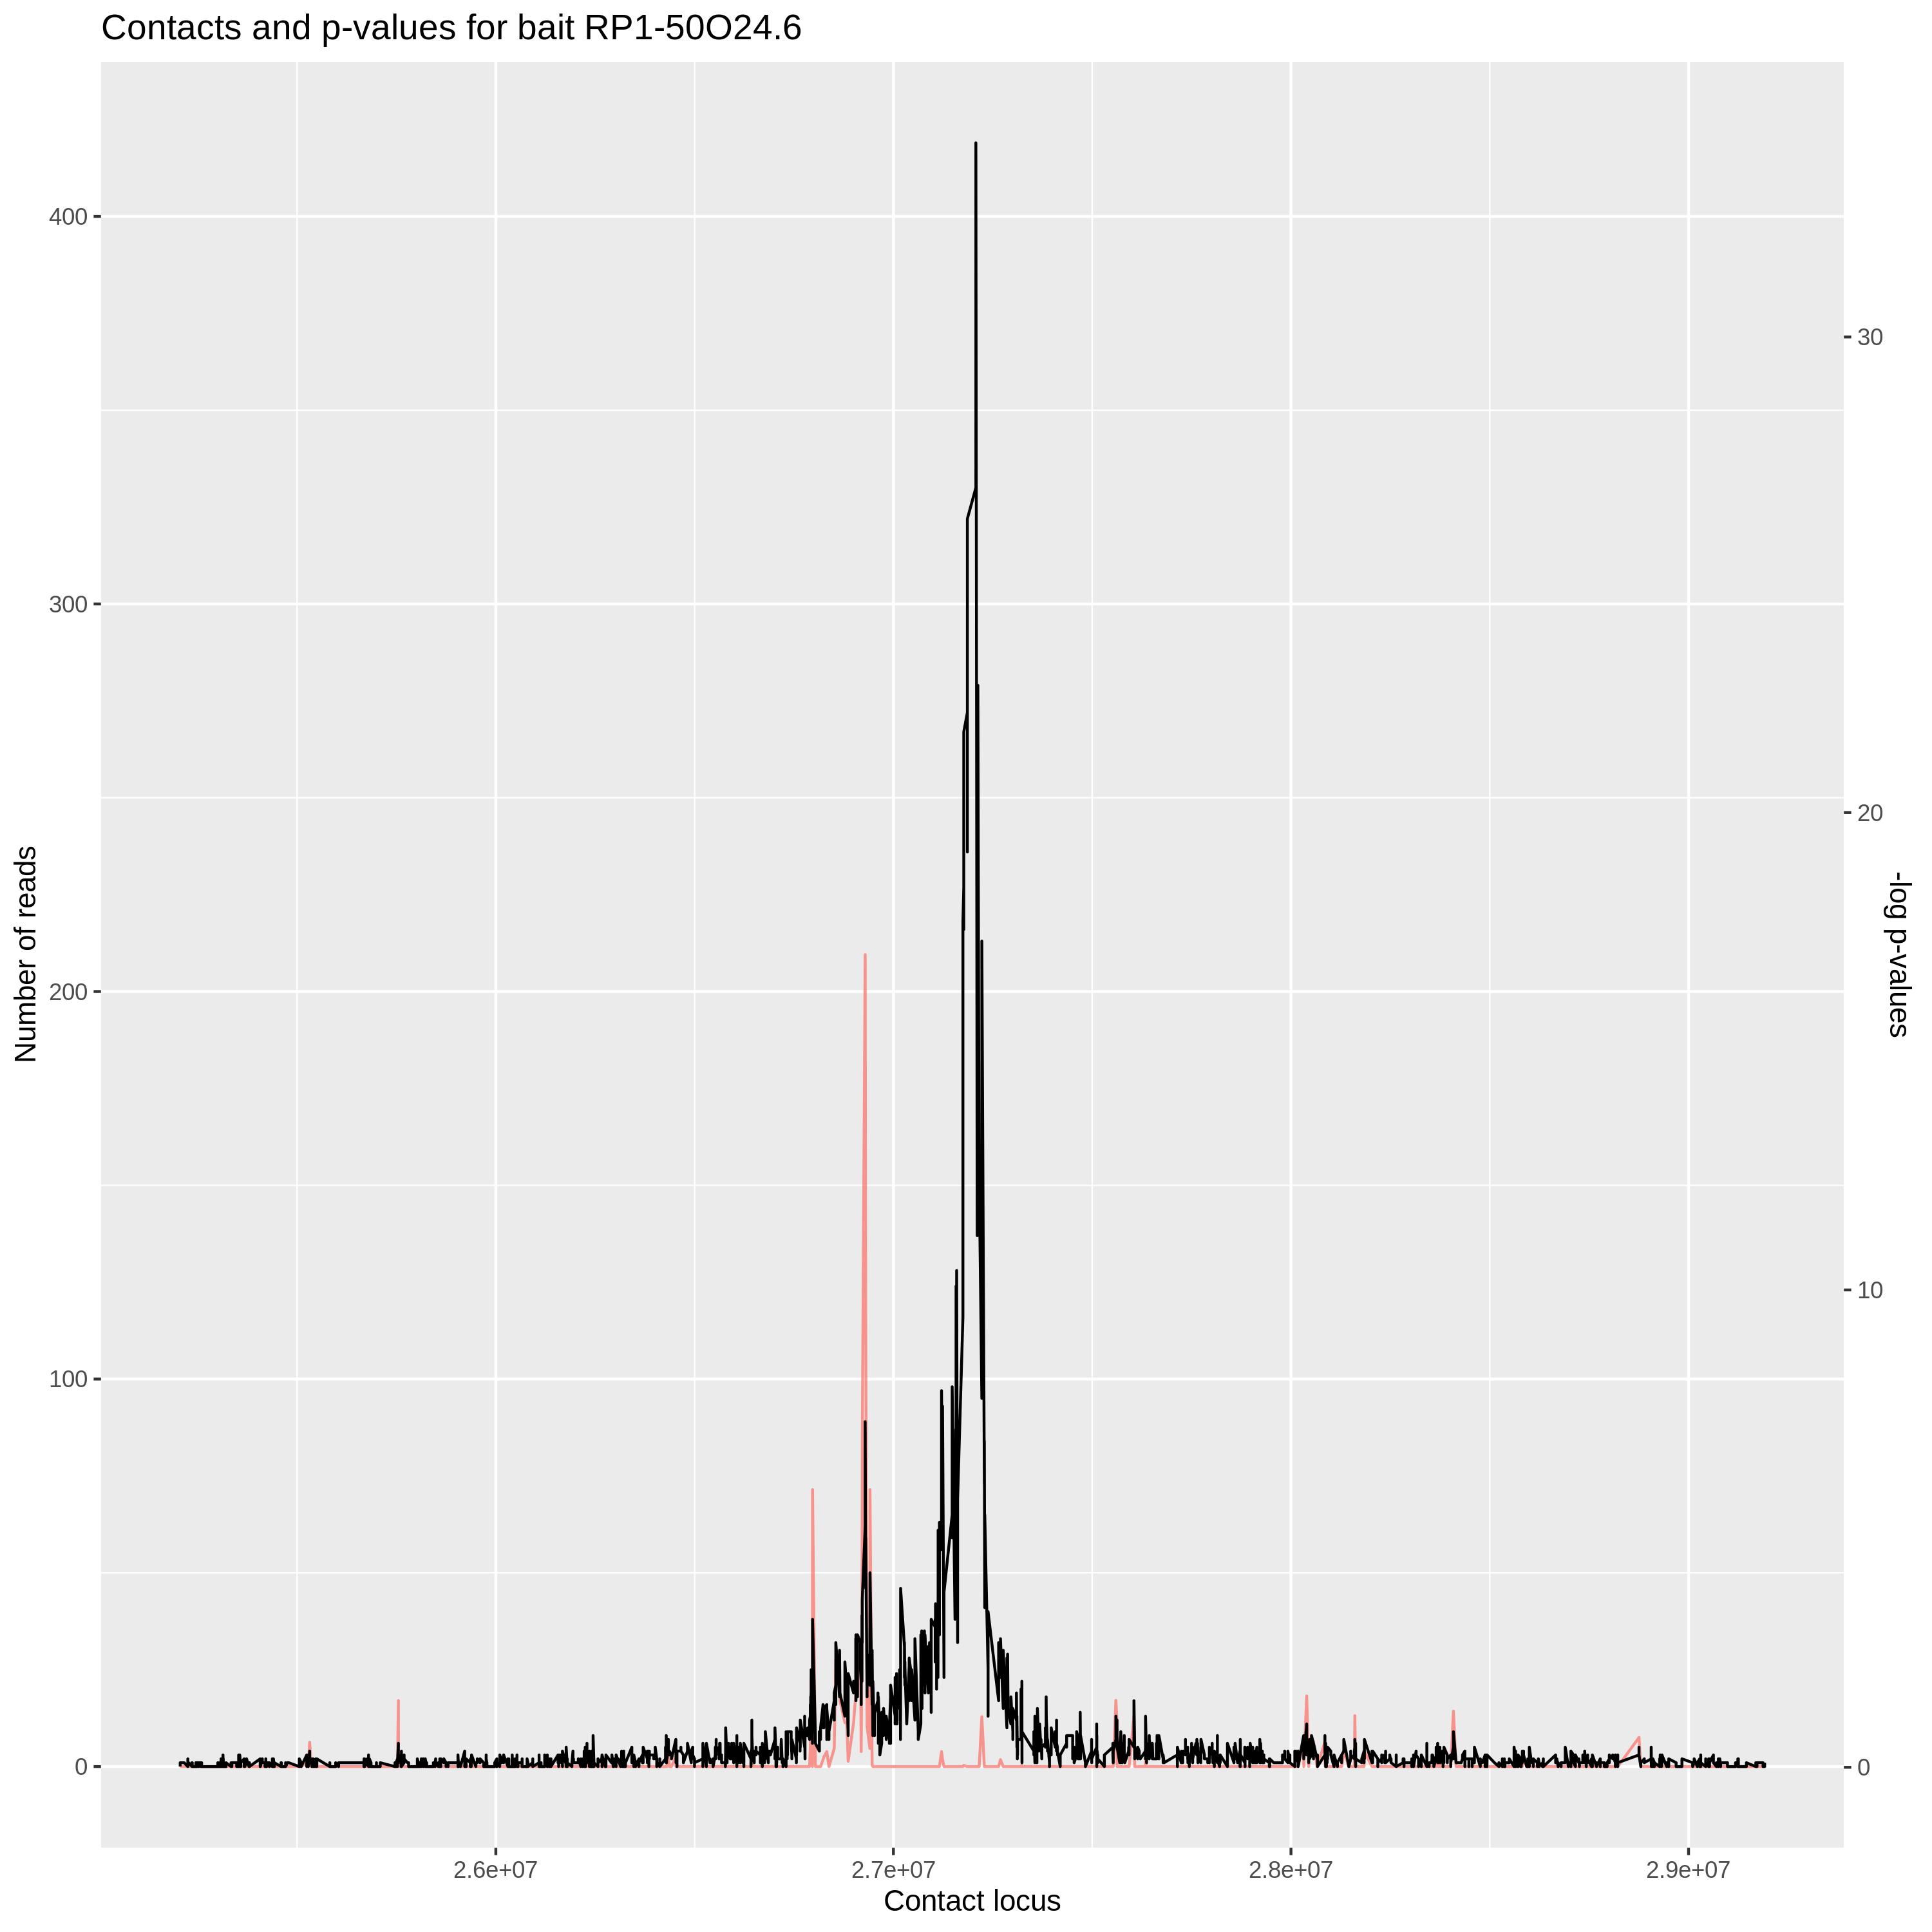 Contacts and p-values for bait RP1-50O24.6
400
300
200
100
0
Number of reads
30
20
10
0
-log p-values
2.6e+07
2.7e+07
2.8e+07
2.9e+07
Contact locus